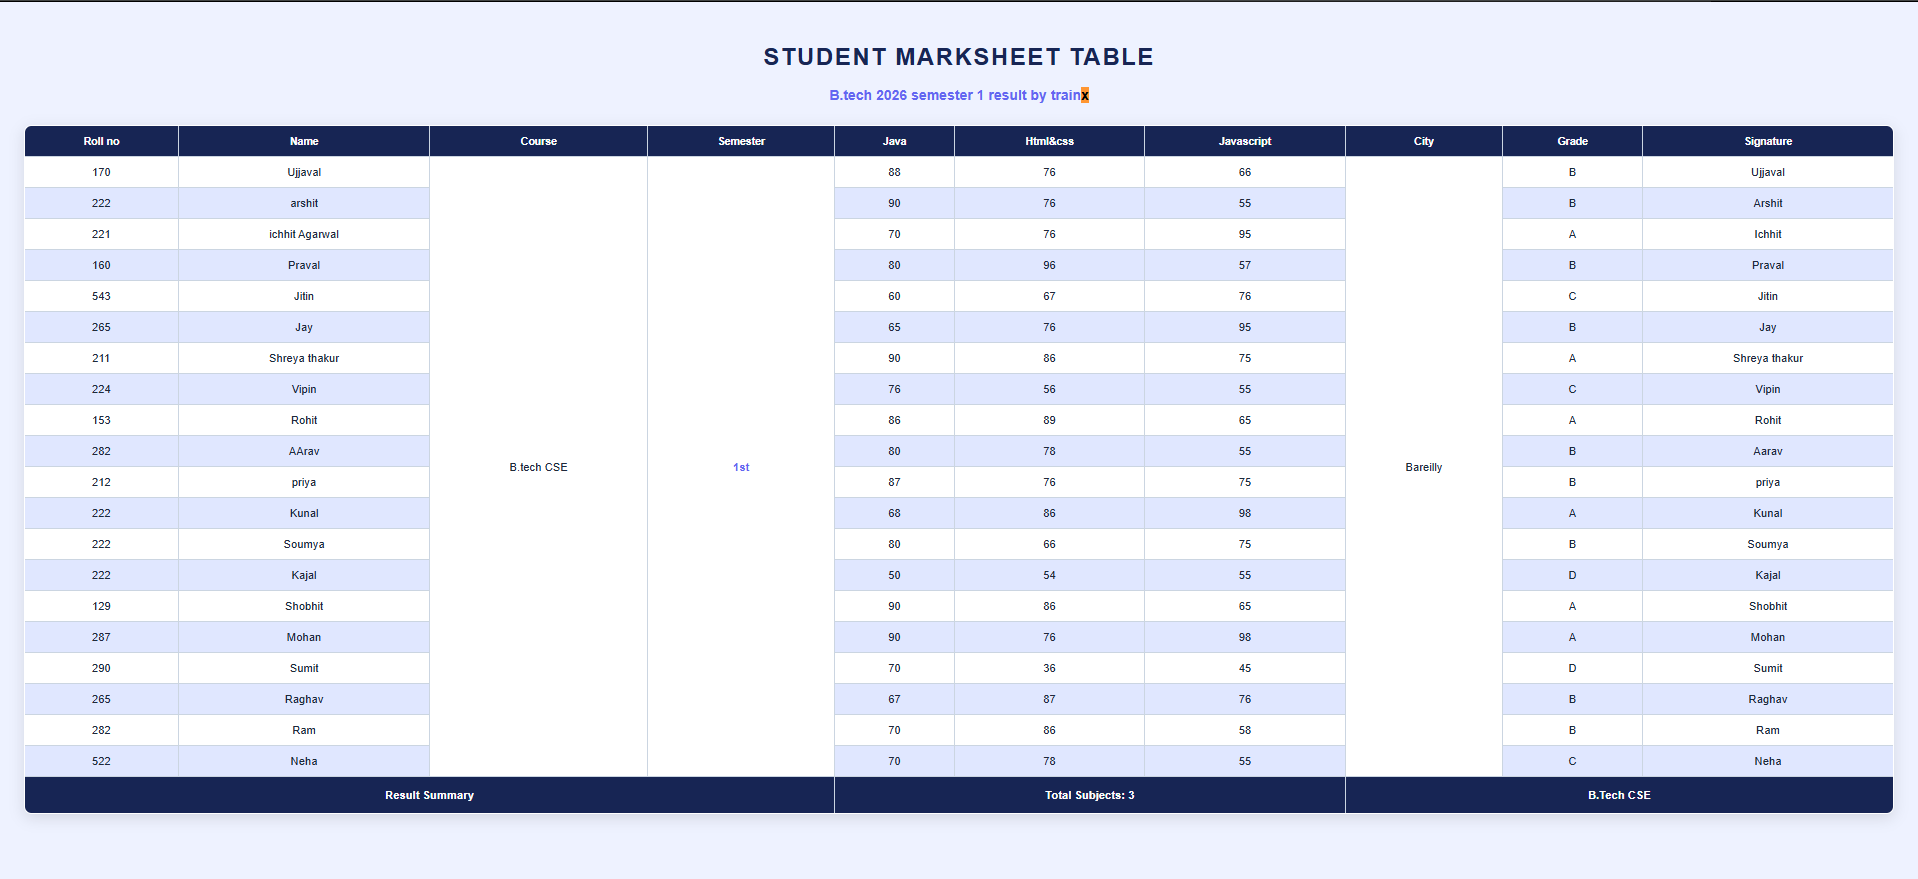 STUDENT MARKSHEET TABLE
B.tech 2026 semester 1 result by trainx
Roll no Name Course Semester Java Html&css Javascript City Grade Signature
170 Ujjaval 88 76 66 B Ujjaval
222 arshit 90 76 55 B Arshit
221 ichhit Agarwal 70 76 95 A Ichhit
160 Praval 80 96 57 B Praval
543 Jitin 60 67 76 C Jitin
265 Jay 65 76 95 B Jay
211 Shreya thakur 90 86 75 A Shreya thakur
224 Vipin 76 56 55 C Vipin
153 Rohit 86 89 65 A Rohit
282 AArav 80 78 55 B Aarav
B.tech CSE 1st Bareilly
212 priya 87 76 75 B priya
222 Kunal 68 86 98 A Kunal
222 Soumya 80 66 75 B Soumya
222 Kajal 50 54 55 D Kajal
129 Shobhit 90 86 65 A Shobhit
287 Mohan 90 76 98 A Mohan
290 Sumit 70 36 45 D Sumit
265 Raghav 67 87 76 B Raghav
282 Ram 70 86 58 B Ram
522 Neha 70 78 55 C Neha
Result Summary Total Subjects: 3 B.Tech CSE